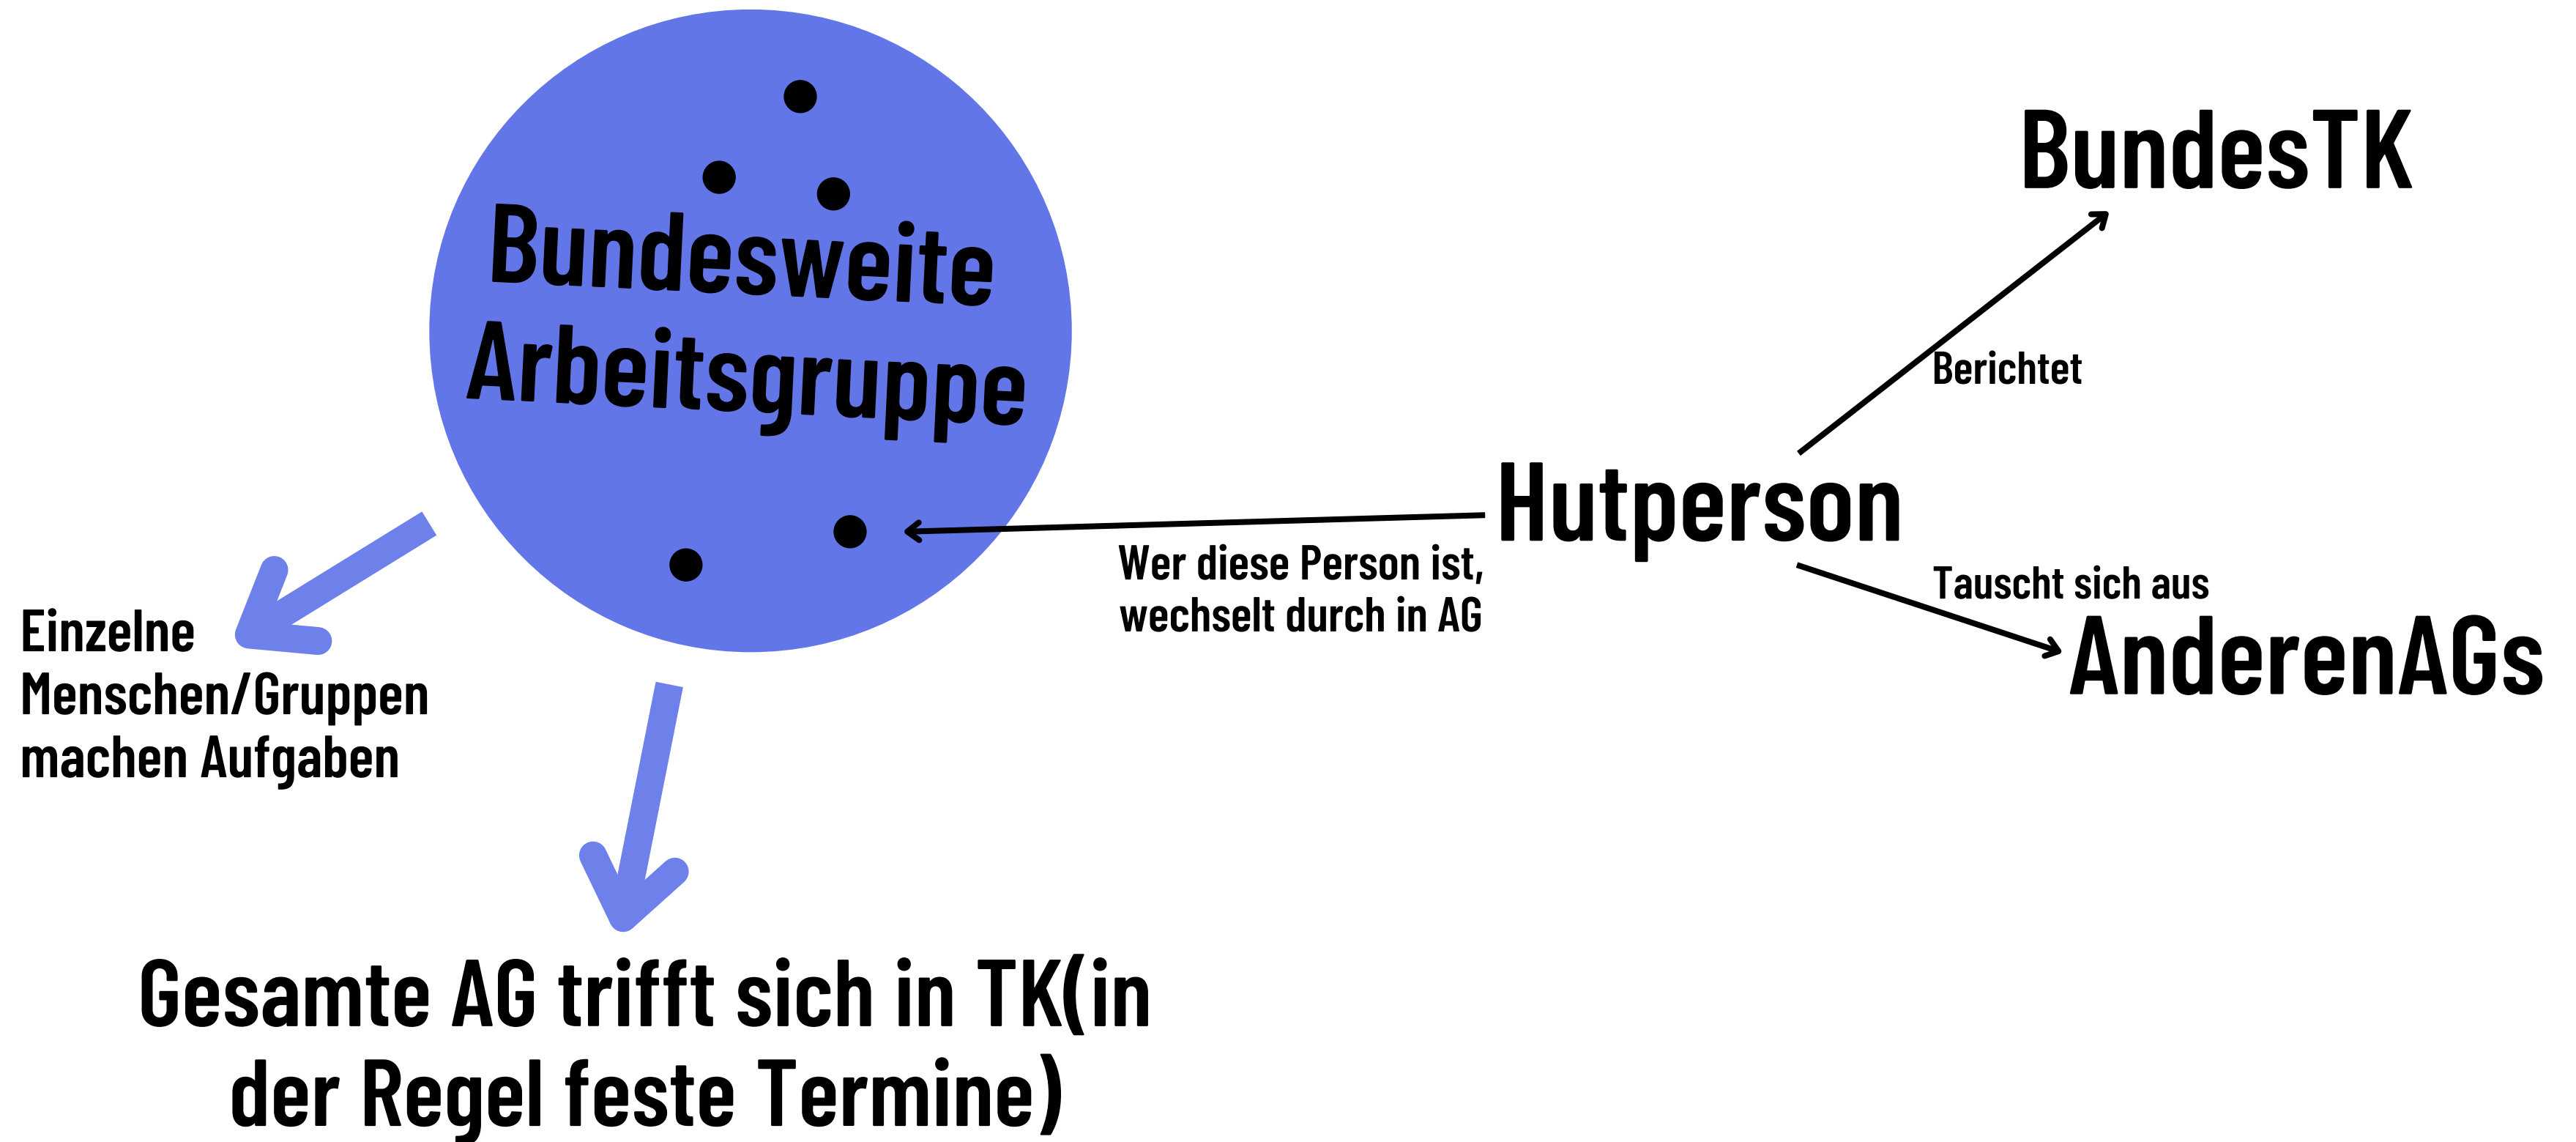 Bundesweite
Arbeitsgruppe
BundesTK
Berichtet
Hutperson
Wer diese Person ist,
wechselt durch in AG
Tauscht sich aus
AnderenAGs
Einzelne
Menschen/Gruppen
machen Aufgaben
Gesamte AG trifft sich in TK(in
der Regel feste Termine)